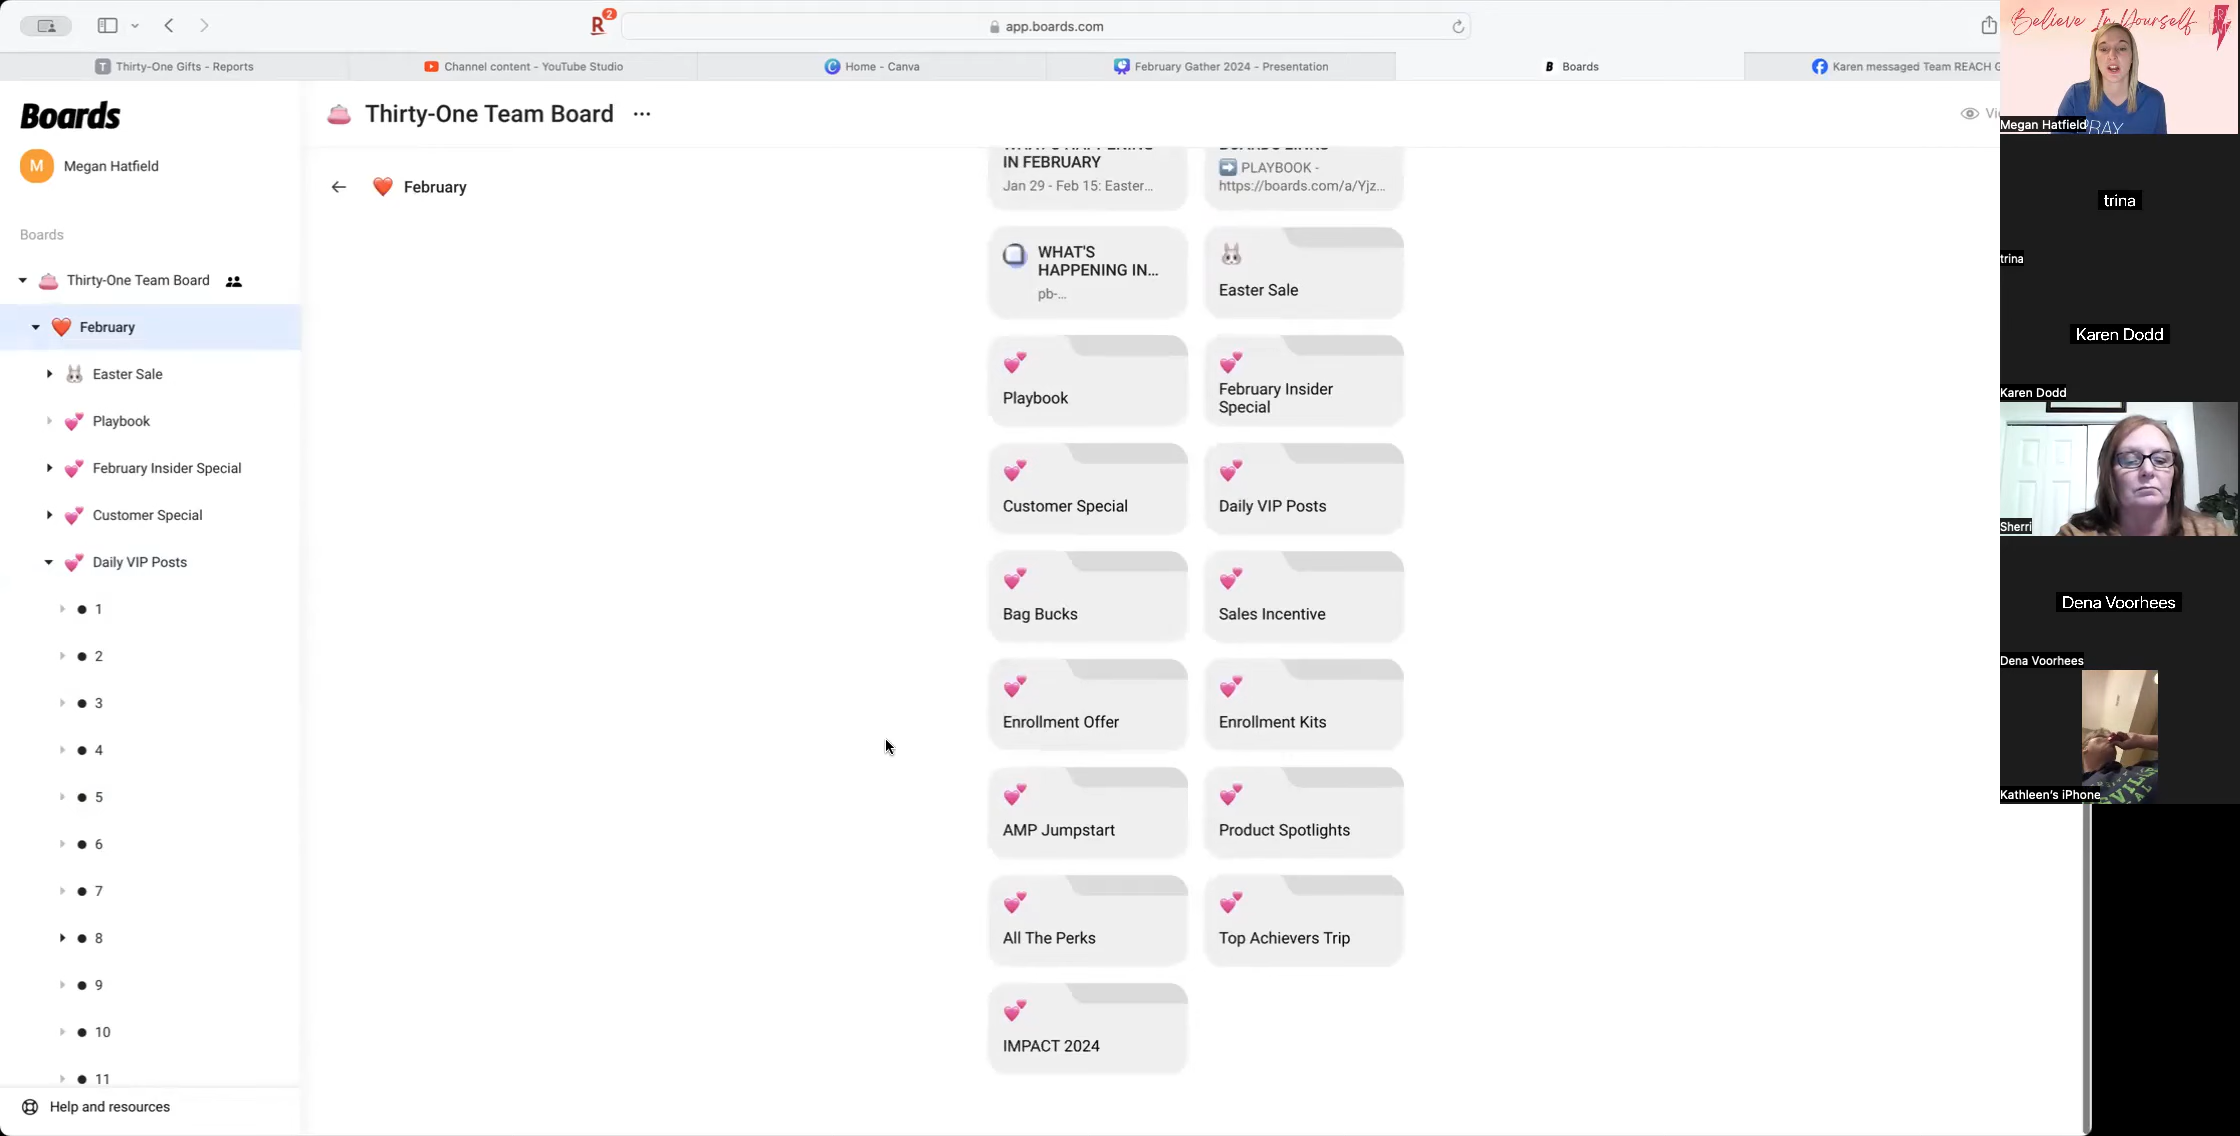 2
app.boards.com
Thirty-One Gifts - Reports
Channel content - YouTube Studio
Home - Canva
February Gather 2024 - Presentation
Boards
Karen messaged Team REACH G
Boards
M Megan Hatfield
Boards
Thirty-One Team Board
February
Easter Sale
Playbook
February Insider Special
Customer Special
Daily VIP Posts
1
2
3
4
5
6
7
8
9
10
11
Help and resources
Thirty-One Team Board ...
February
IN FEBRUARY
Jan 29 - Feb 15: Easter...
PLAYBOOK -
https://boards.com/a/Yjz...
WHAT'S
HAPPENING IN...
pb-...
Easter Sale
Playbook
February Insider
Special
Customer Special
Daily VIP Posts
Bag Bucks
Sales Incentive
Enrollment Offer
Enrollment Kits
AMP Jumpstart
Product Spotlights
All The Perks
Top Achievers Trip
IMPACT 2024
Believe In Yourself
Megan Hatfield
trina
trina
Karen Dodd
Karen Dodd
Sherri
Dena Voorhees
Dena Voorhees
Kathleen's iPhone